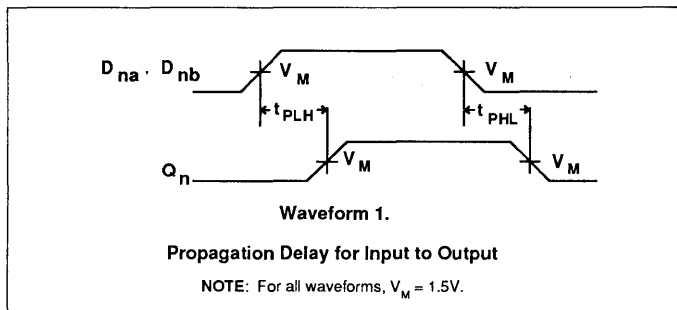 D na · D nb
V M
V M
t PLH
t PHL
Q n
V M
V M
Waveform 1.
Propagation Delay for Input to Output
NOTE: For all waveforms, V M = 1.5V.